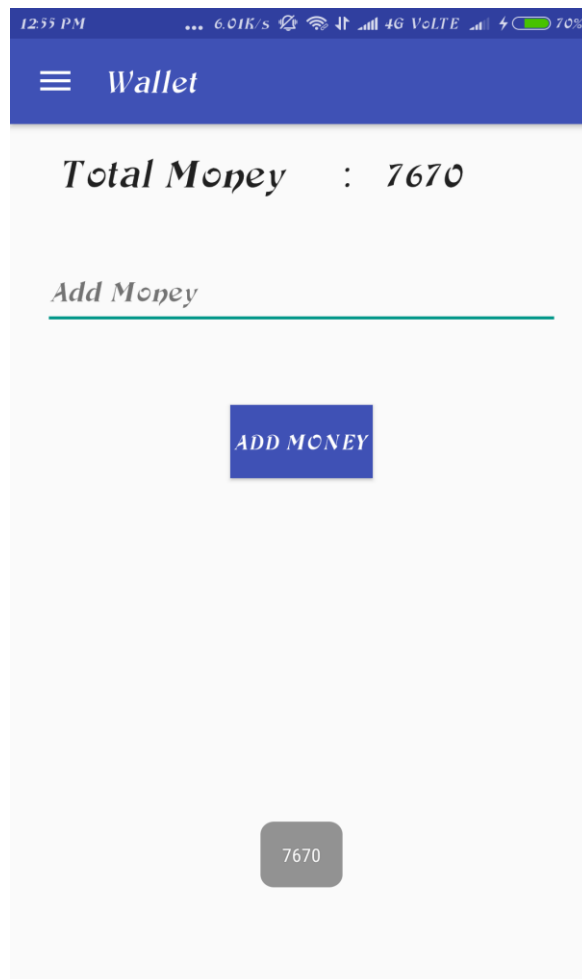 12:55 PM ... 6.01K/s 4G VoLTE 70%
Wallet
Total Money : 7670
Add Money
ADD MONEY
7670